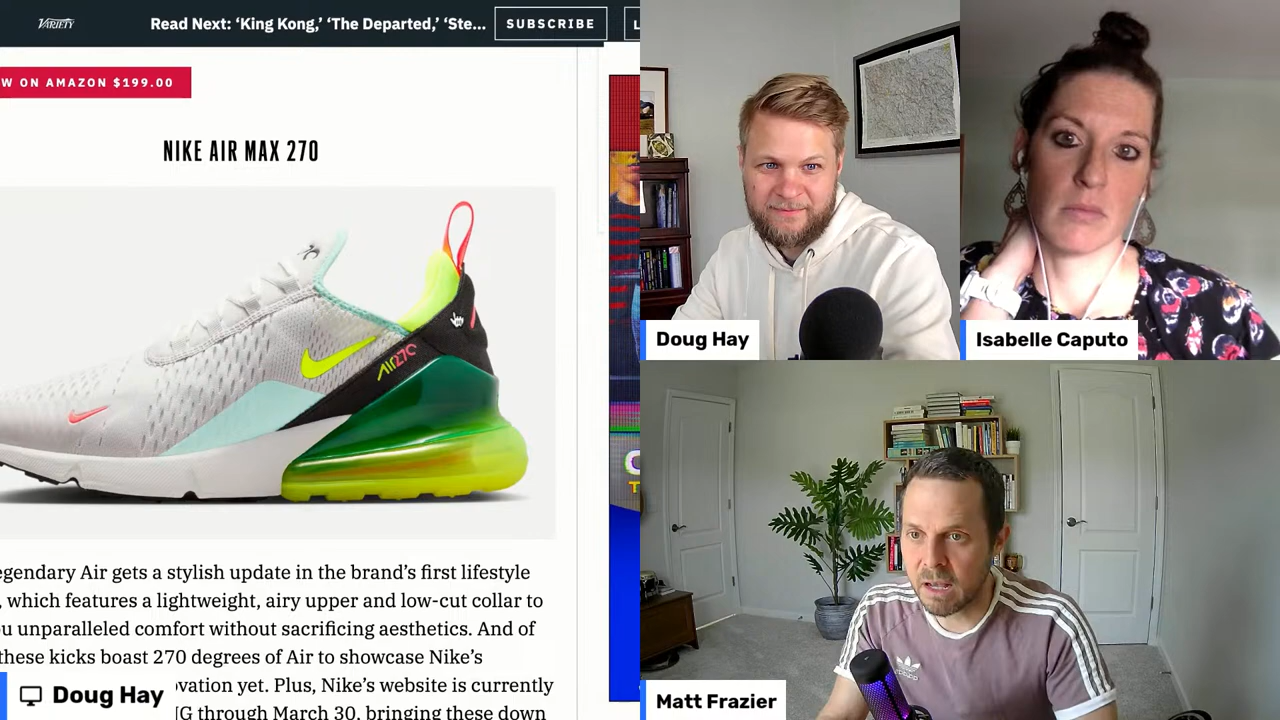 VARIETY
Read Next: ‘King Kong,’ ‘The Departed,’ ‘Ste...
SUBSCRIBE
L
W ON AMAZON $199.00
NIKE AIR MAX 270
AIR270
egendary Air gets a stylish update in the brand’s first lifestyle
, which features a lightweight, airy upper and low-cut collar to
ou unparalleled comfort without sacrificing aesthetics. And of
these kicks boast 270 degrees of Air to showcase Nike’s
vation yet. Plus, Nike’s website is currently
G through March 30, bringing these down
Doug Hay
Doug Hay
Isabelle Caputo
adidas
Matt Frazier